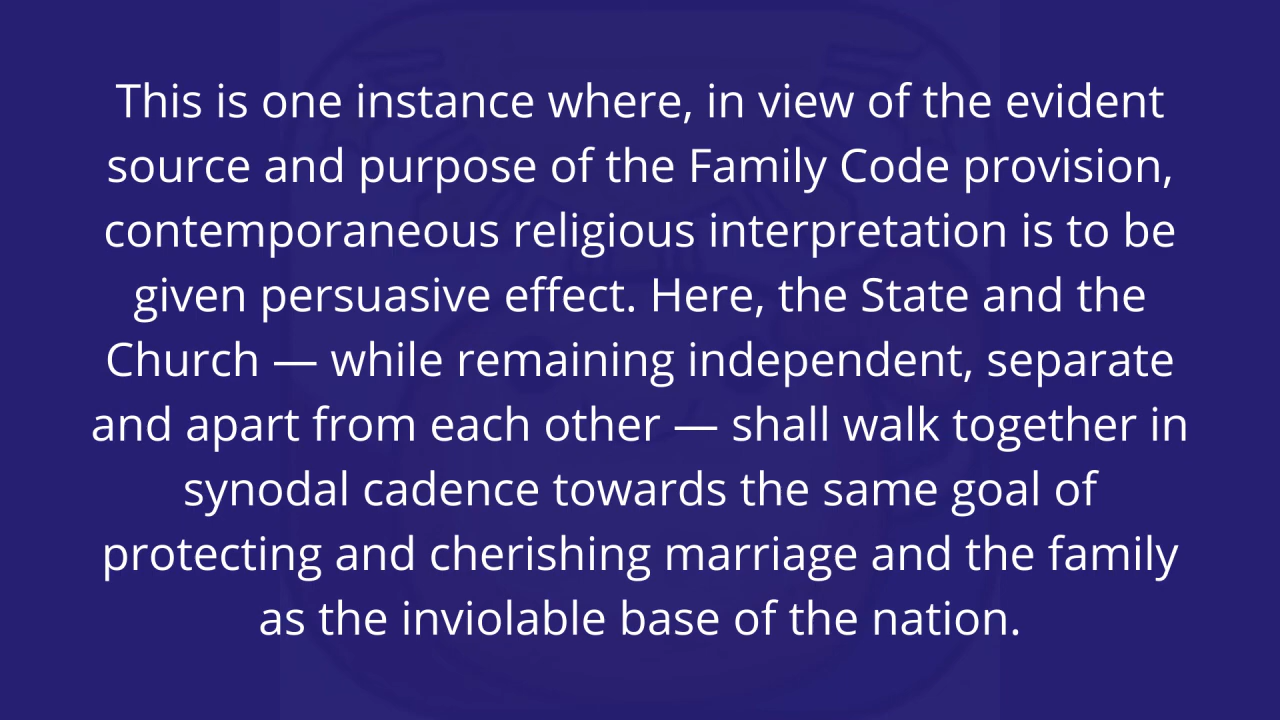 This is one instance where, in view of the evident
source and purpose of the Family Code provision,
contemporaneous religious interpretation is to be
given persuasive effect. Here, the State and the
Church — while remaining independent, separate
and apart from each other — shall walk together in
synodal cadence towards the same goal of
protecting and cherishing marriage and the family
as the inviolable base of the nation.